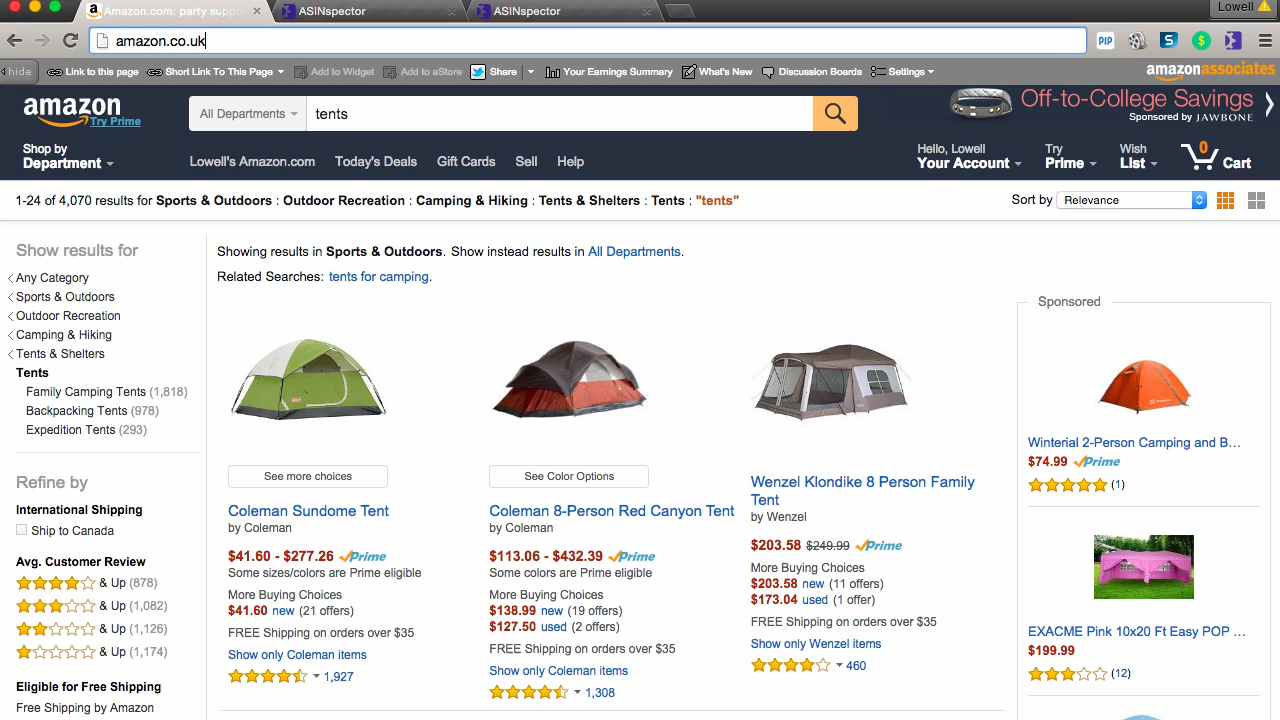 Amazon.com: party suppl
ASINspector
ASINspector
Lowell
amazon.co.uk
PIP
S
$
hide
Link to this page
Short Link To This Page
Add to Widget
Add to aStore
Share
Your Earnings Summary
What's New
Discussion Boards
Settings
amazonassociates
amazon
Try Prime
All Departments
tents
Off-to-College Savings
Sponsored by JAWBONE
Shop by
Department
Lowell's Amazon.com
Today's Deals
Gift Cards
Sell
Help
Hello, Lowell
Your Account
Try
Prime
Wish
List
0
Cart
1-24 of 4,070 results for Sports & Outdoors : Outdoor Recreation : Camping & Hiking : Tents & Shelters : Tents : "tents"
Sort by
Relevance
Show results for
Any Category
Sports & Outdoors
Outdoor Recreation
Camping & Hiking
Tents & Shelters
Tents
Family Camping Tents (1,818)
Backpacking Tents (978)
Expedition Tents (293)
Refine by
International Shipping
Ship to Canada
Avg. Customer Review
& Up (878)
& Up (1,082)
& Up (1,126)
& Up (1,174)
Eligible for Free Shipping
Free Shipping by Amazon
Showing results in Sports & Outdoors. Show instead results in All Departments.
Related Searches: tents for camping.
See more choices
Coleman Sundome Tent
by Coleman
$41.60 - $277.26 Prime
Some sizes/colors are Prime eligible
More Buying Choices
$41.60 new (21 offers)
FREE Shipping on orders over $35
Show only Coleman items
1,927
See Color Options
Coleman 8-Person Red Canyon Tent
by Coleman
$113.06 - $432.39 Prime
Some colors are Prime eligible
More Buying Choices
$138.99 new (19 offers)
$127.50 used (2 offers)
FREE Shipping on orders over $35
Show only Coleman items
1,308
Wenzel Klondike 8 Person Family
Tent
by Wenzel
$203.58 $249.99 Prime
More Buying Choices
$203.58 new (11 offers)
$173.04 used (1 offer)
FREE Shipping on orders over $35
Show only Wenzel items
460
Sponsored
Winterial 2-Person Camping and B…
$74.99 Prime
(1)
EXACME Pink 10x20 Ft Easy POP …
$199.99
(12)